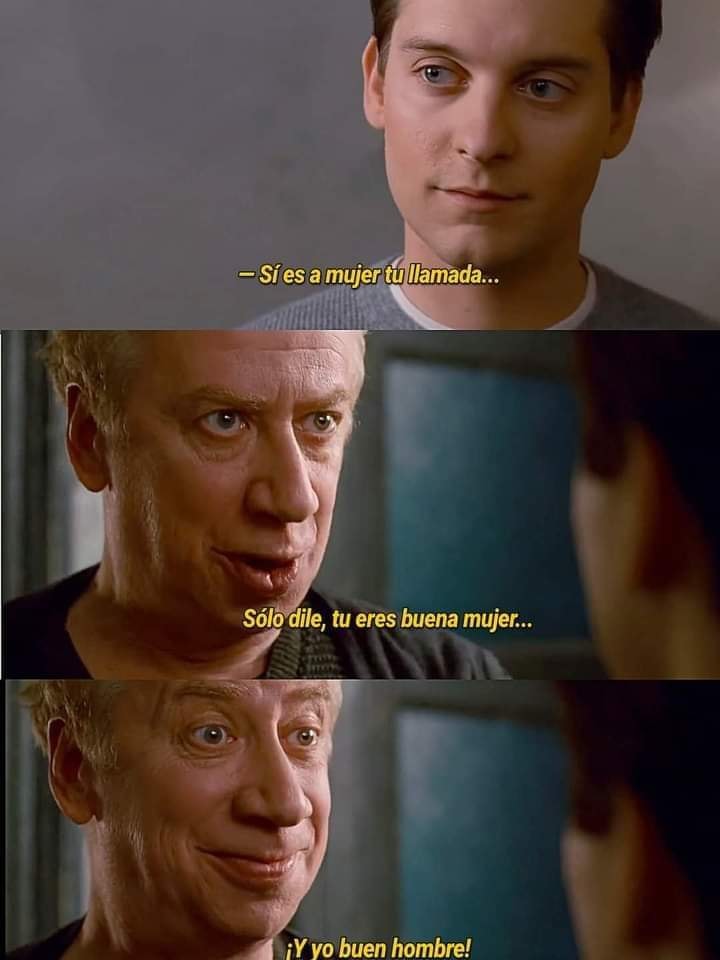 – Sí es a mujer tu llamada...
Sólo dile, tu eres buena mujer...
¡Y yo buen hombre!